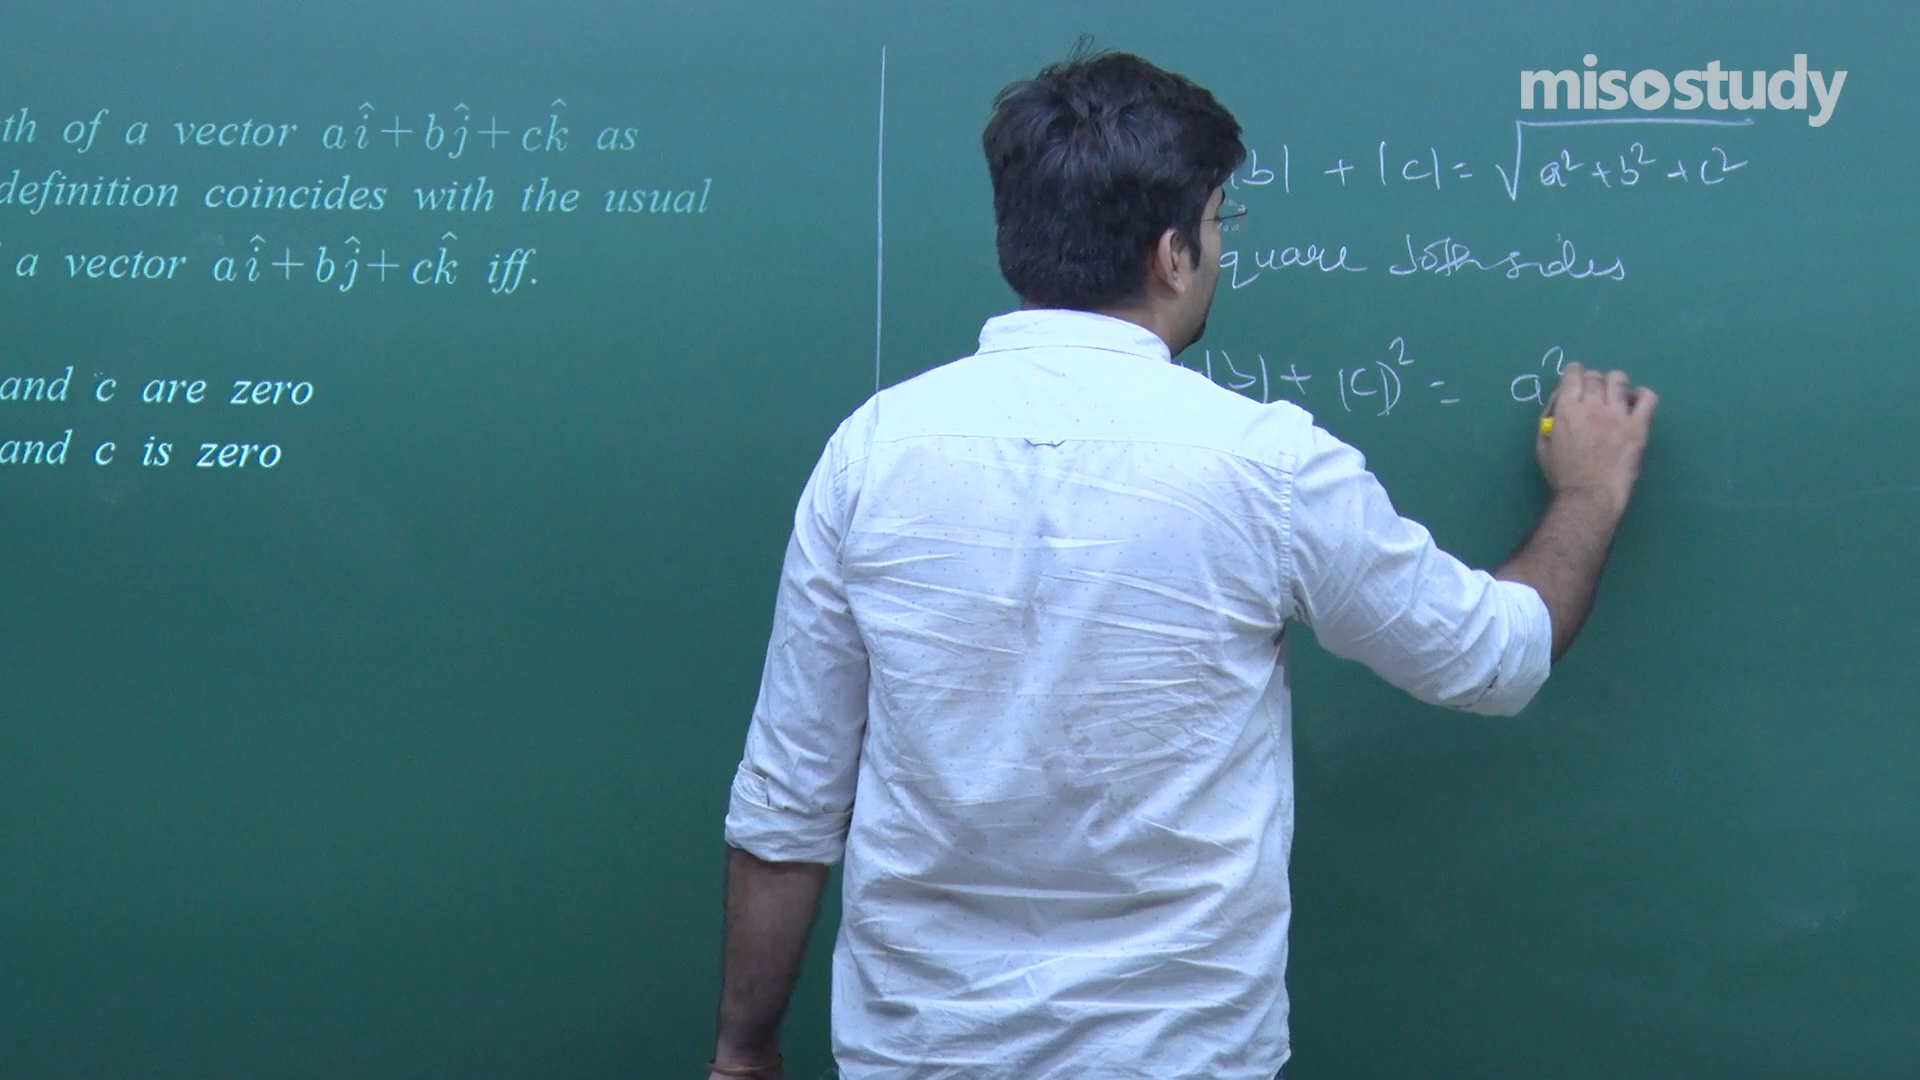 misostudy
th of a vector aî+bĵ+ck̂ as
definition coincides with the usual
a vector aî+bĵ+ck̂ iff.
and c are zero
and c is zero
|b| + |c| = √a²+b²+c²
quare both sides
|b| + |c|)² = a²